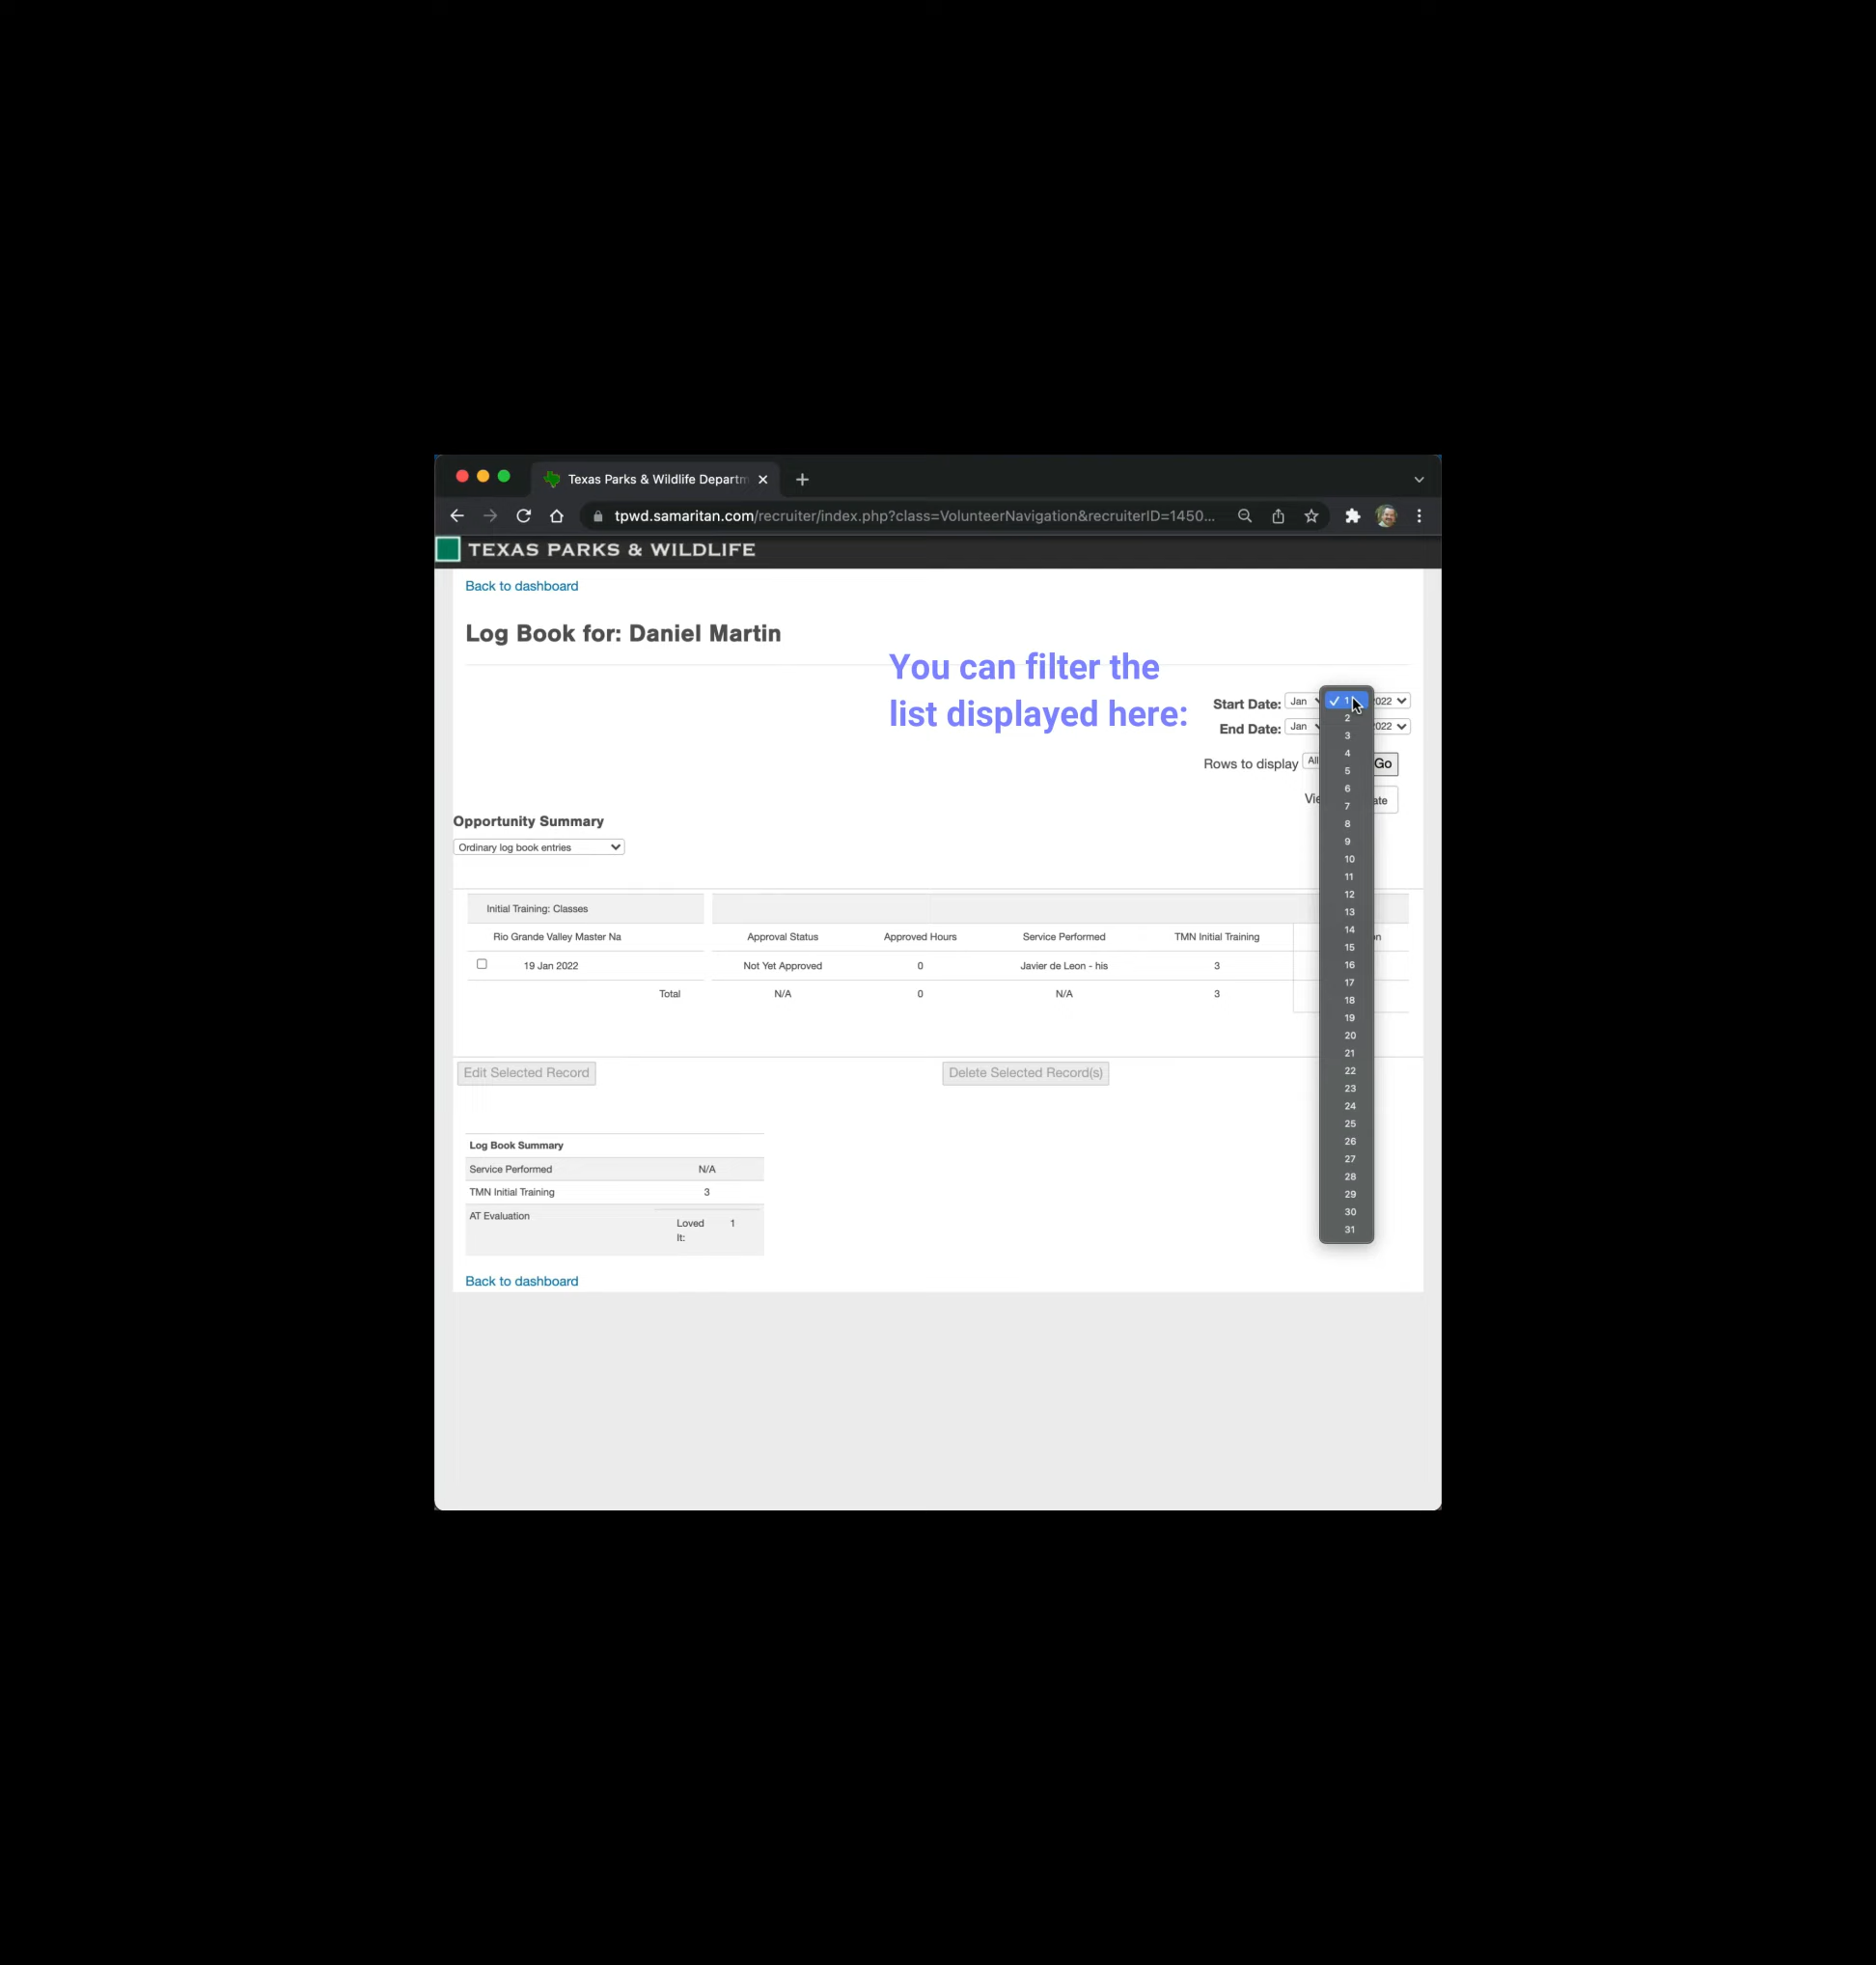 Texas Parks & Wildlife Departm
tpwd.samaritan.com/recruiter/index.php?class=VolunteerNavigation&recruiterID=1450...
TEXAS PARKS & WILDLIFE
Back to dashboard
Log Book for: Daniel Martin
You can filter the
list displayed here:
Start Date: Jan 1 2022
End Date: Jan 2022
Rows to display All Go
Opportunity Summary
Ordinary log book entries
Initial Training: Classes
Rio Grande Valley Master Na Approval Status Approved Hours Service Performed TMN Initial Training
19 Jan 2022 Not Yet Approved 0 Javier de Leon - his 3
Total N/A 0 N/A 3
Edit Selected Record Delete Selected Record(s)
1
2
3
4
5
6
7
8
9
10
11
12
13
14
15
16
17
18
19
20
21
22
23
24
25
26
27
28
29
30
31
Log Book Summary
Service Performed N/A
TMN Initial Training 3
AT Evaluation
Loved 1
It:
Back to dashboard